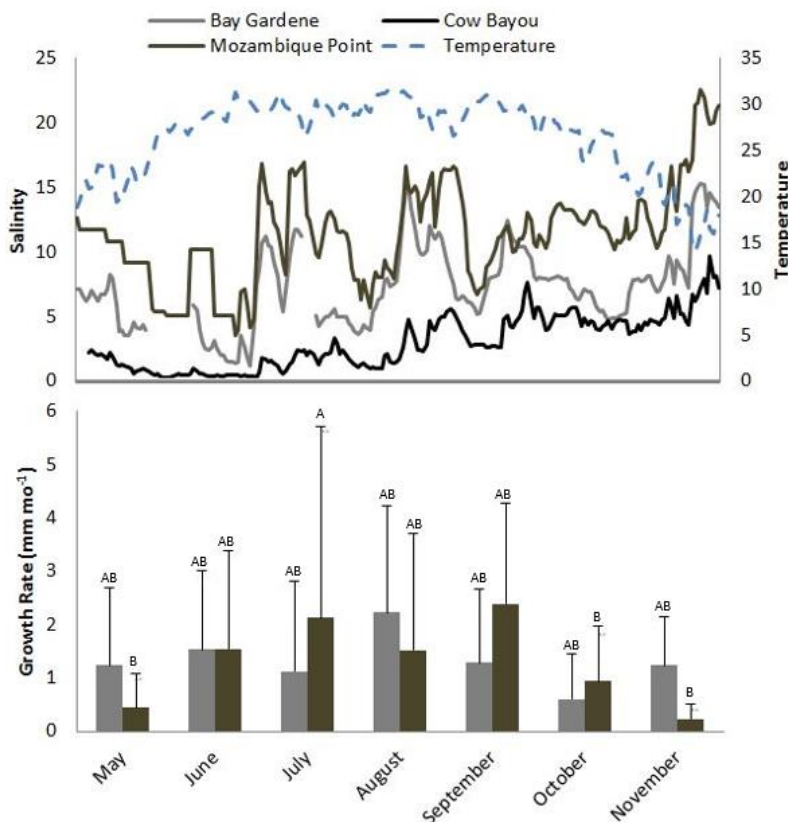 Bay Gardene Cow Bayou
Mozambique Point Temperature
25 35
20 30
25
15 20
10 15
10
5 5
0 0
Salinity
Temperature
6
5
4
3
2
1
0
Growth Rate (mm mo-1)
AB B AB AB AB A AB AB AB AB AB B AB B
May June July August September October November